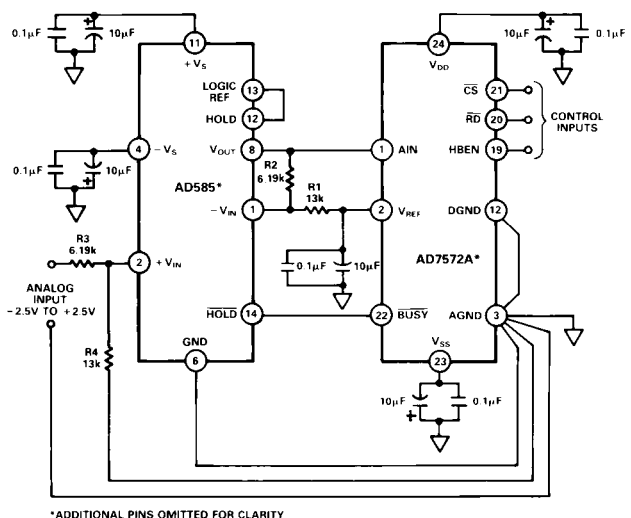 0.1µF
10µF
+
11
+VS
LOGIC REF
13
HOLD
12
4
-VS
VOUT
8
0.1µF
10µF
+
AD585*
R2
6.19k
R1
13k
-VIN
1
R3
6.19k
2
+VIN
ANALOG
INPUT
-2.5V TO +2.5V
R4
13k
HOLD
14
GND
6
0.1µF
10µF
+
10µF
0.1µF
24
VDD
CS
21
RD
20
HBEN
19
CONTROL
INPUTS
1
AIN
2
VREF
DGND
12
AD7572A*
22
BUSY
AGND
3
VSS
23
10µF
+
0.1µF
*ADDITIONAL PINS OMITTED FOR CLARITY